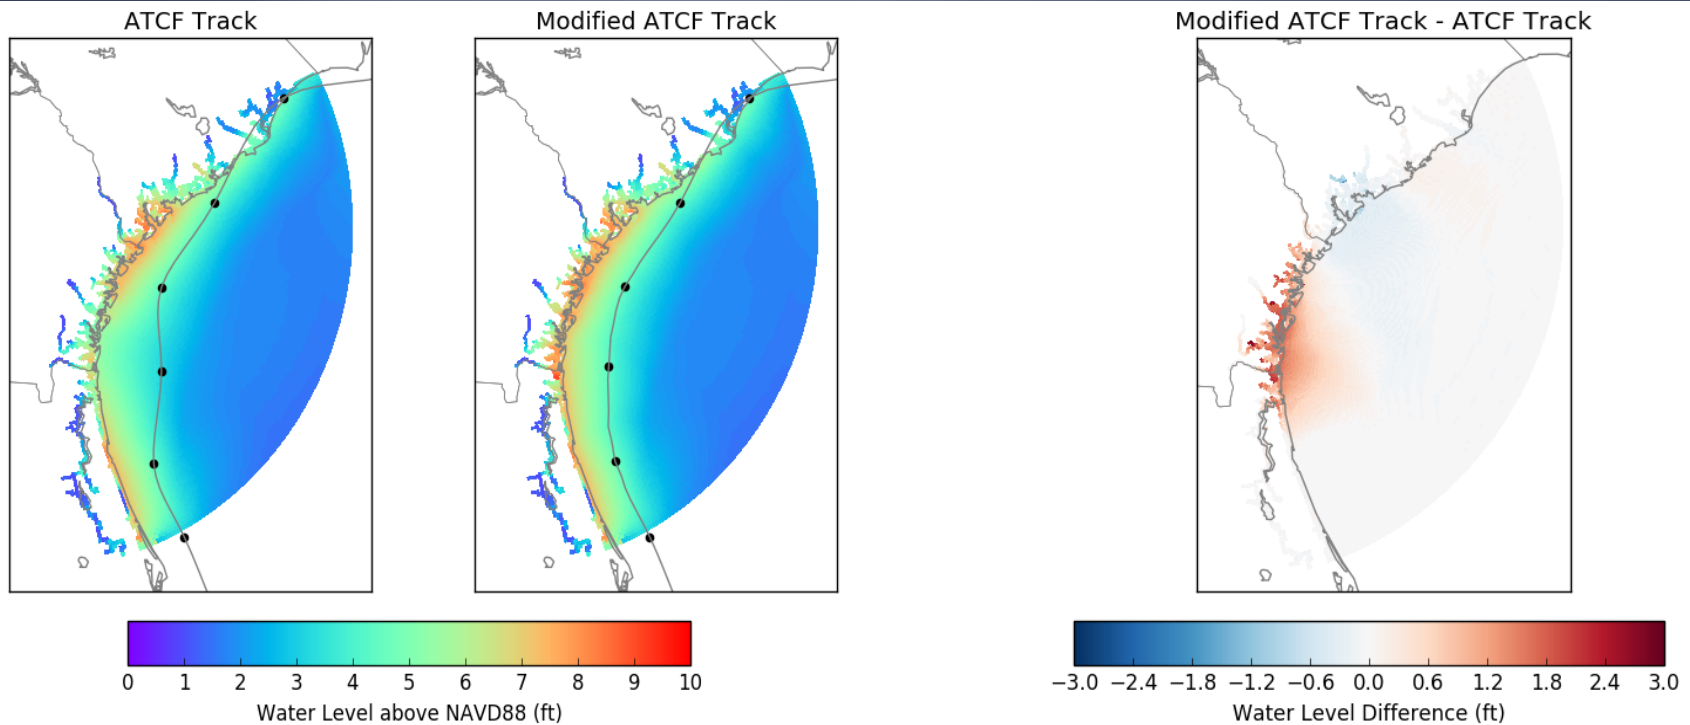 ATCF Track
Modified ATCF Track
Modified ATCF Track - ATCF Track
0 1 2 3 4 5 6 7 8 9 10
Water Level above NAVD88 (ft)
−3.0 −2.4 −1.8 −1.2 −0.6 0.0 0.6 1.2 1.8 2.4 3.0
Water Level Difference (ft)